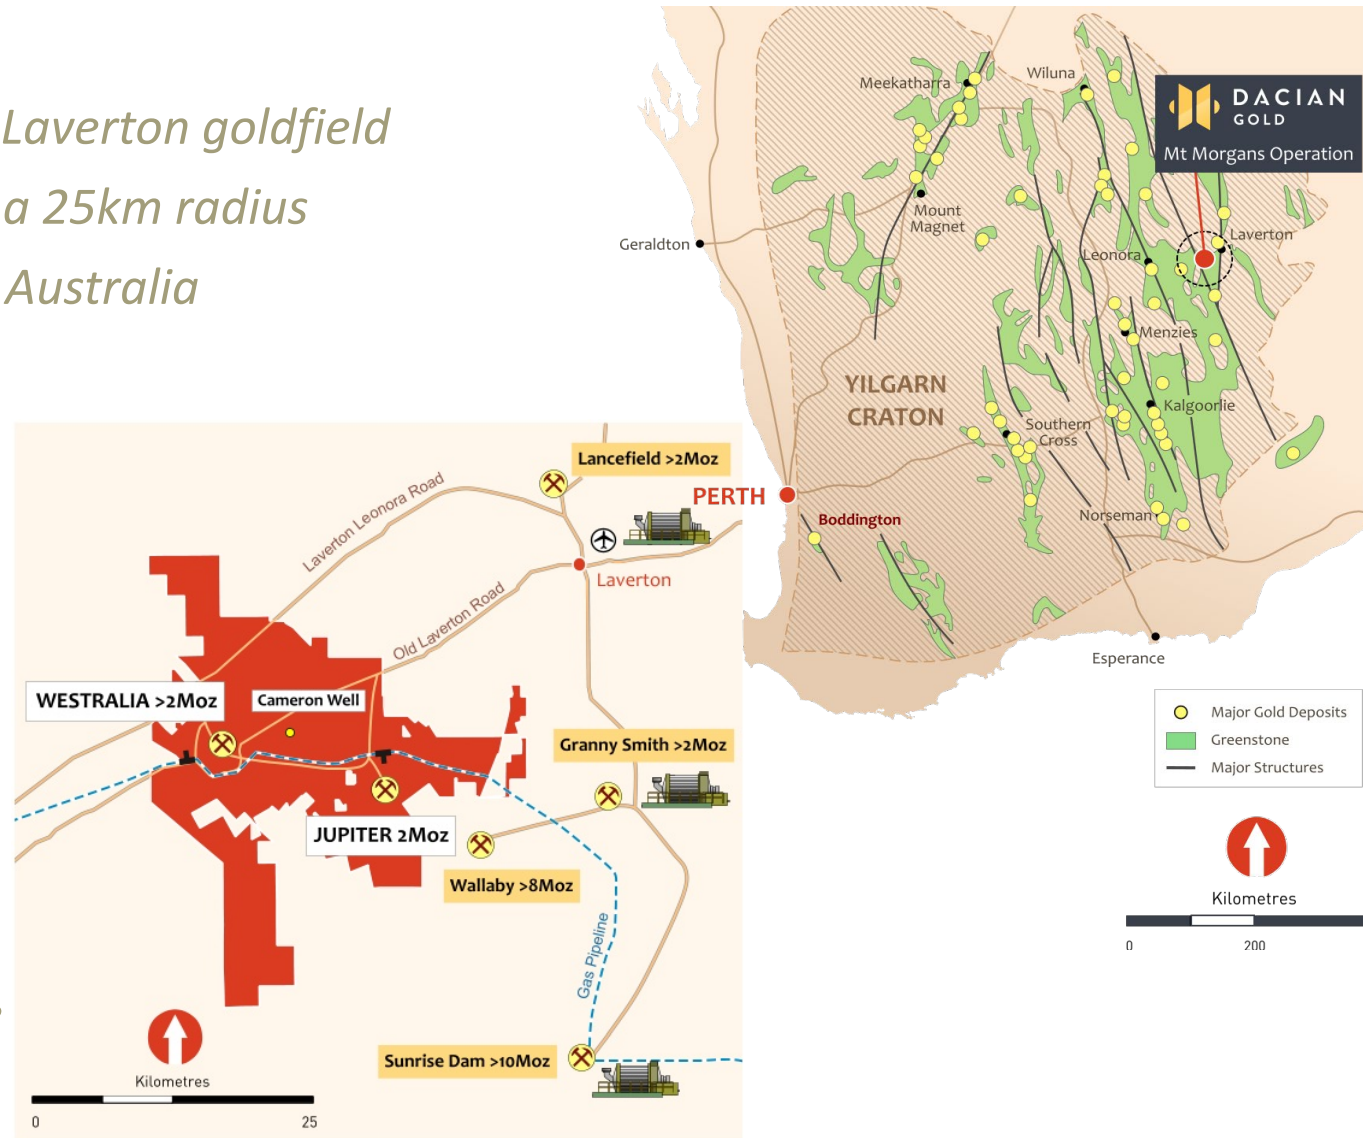 Laverton goldfield
a 25km radius
Australia
Meekatharra
Wiluna
DACIAN
GOLD
Mt Morgans Operation
Mount
Magnet
Geraldton
Laverton
Leonora
Menzies
YILGARN
CRATON
Kalgoorlie
Southern
Cross
PERTH
Boddington
Norseman
Esperance
Major Gold Deposits
Greenstone
Major Structures
Kilometres
0 200
Lancefield >2Moz
Laverton Leonora Road
Laverton
Old Laverton Road
WESTRALIA >2Moz
Cameron Well
Granny Smith >2Moz
JUPITER 2Moz
Wallaby >8Moz
Gas Pipeline
Sunrise Dam >10Moz
Kilometres
0 25